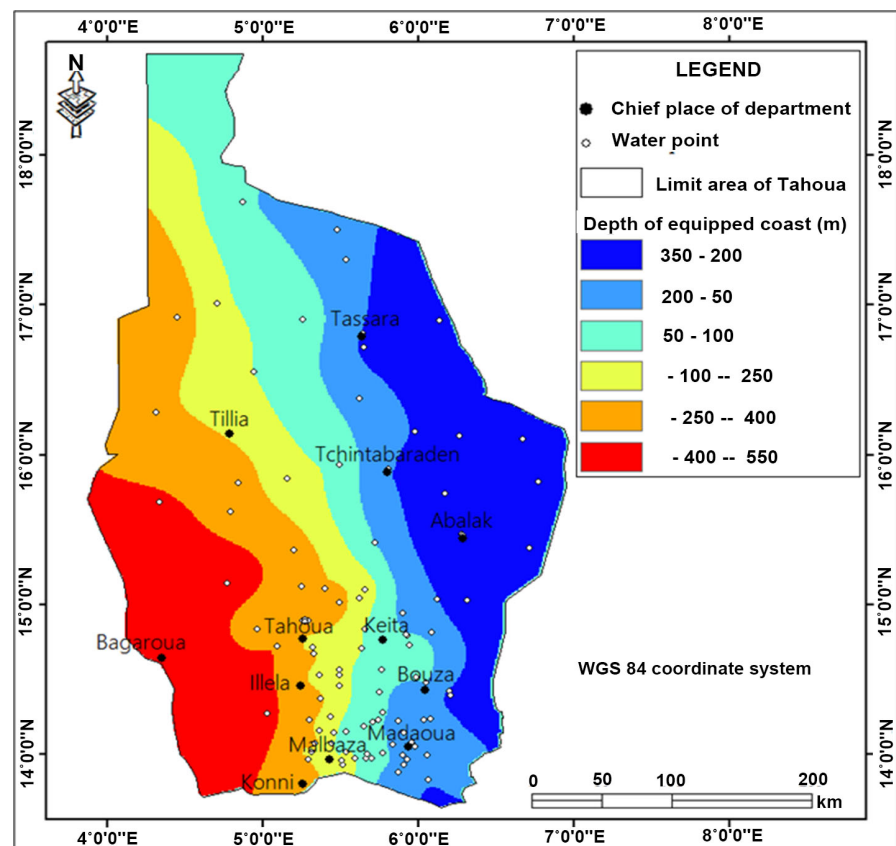 4°0'0"E 5°0'0"E 6°0'0"E 7°0'0"E 8°0'0"E
N
LEGEND
Chief place of department
Water point
Limit area of Tahoua
Depth of equipped coast (m)
350 - 200
200 - 50
50 - 100
- 100 -- 250
- 250 -- 400
- 400 -- 550
18°0'0"N
18°0'0"N
17°0'0"N
17°0'0"N
16°0'0"N
16°0'0"N
15°0'0"N
15°0'0"N
14°0'0"N
14°0'0"N
Tassara
Tillia
Tchintabaraden
Abalak
Tahoua
Keita
Bagaroua
Illela
Bouza
Malbaza
Madaoua
Konni
WGS 84 coordinate system
0 50 100 200
km
4°0'0"E 5°0'0"E 6°0'0"E 7°0'0"E 8°0'0"E